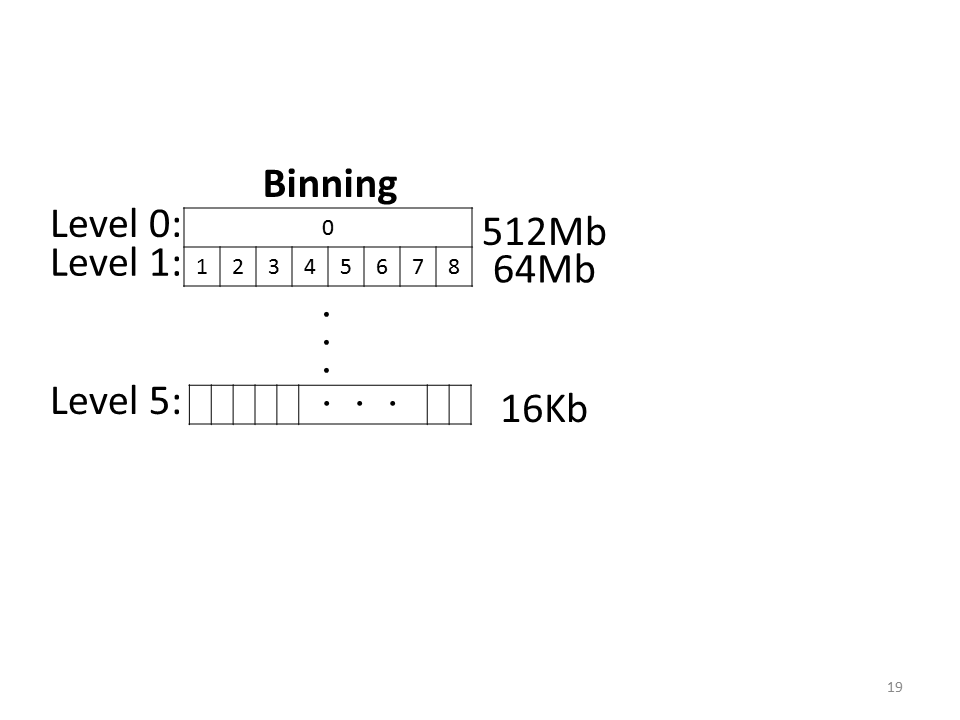 Binning
Level 0: 0 512Mb
Level 1: 1 2 3 4 5 6 7 8 64Mb
.
.
.
Level 5: . . . 16Kb
19